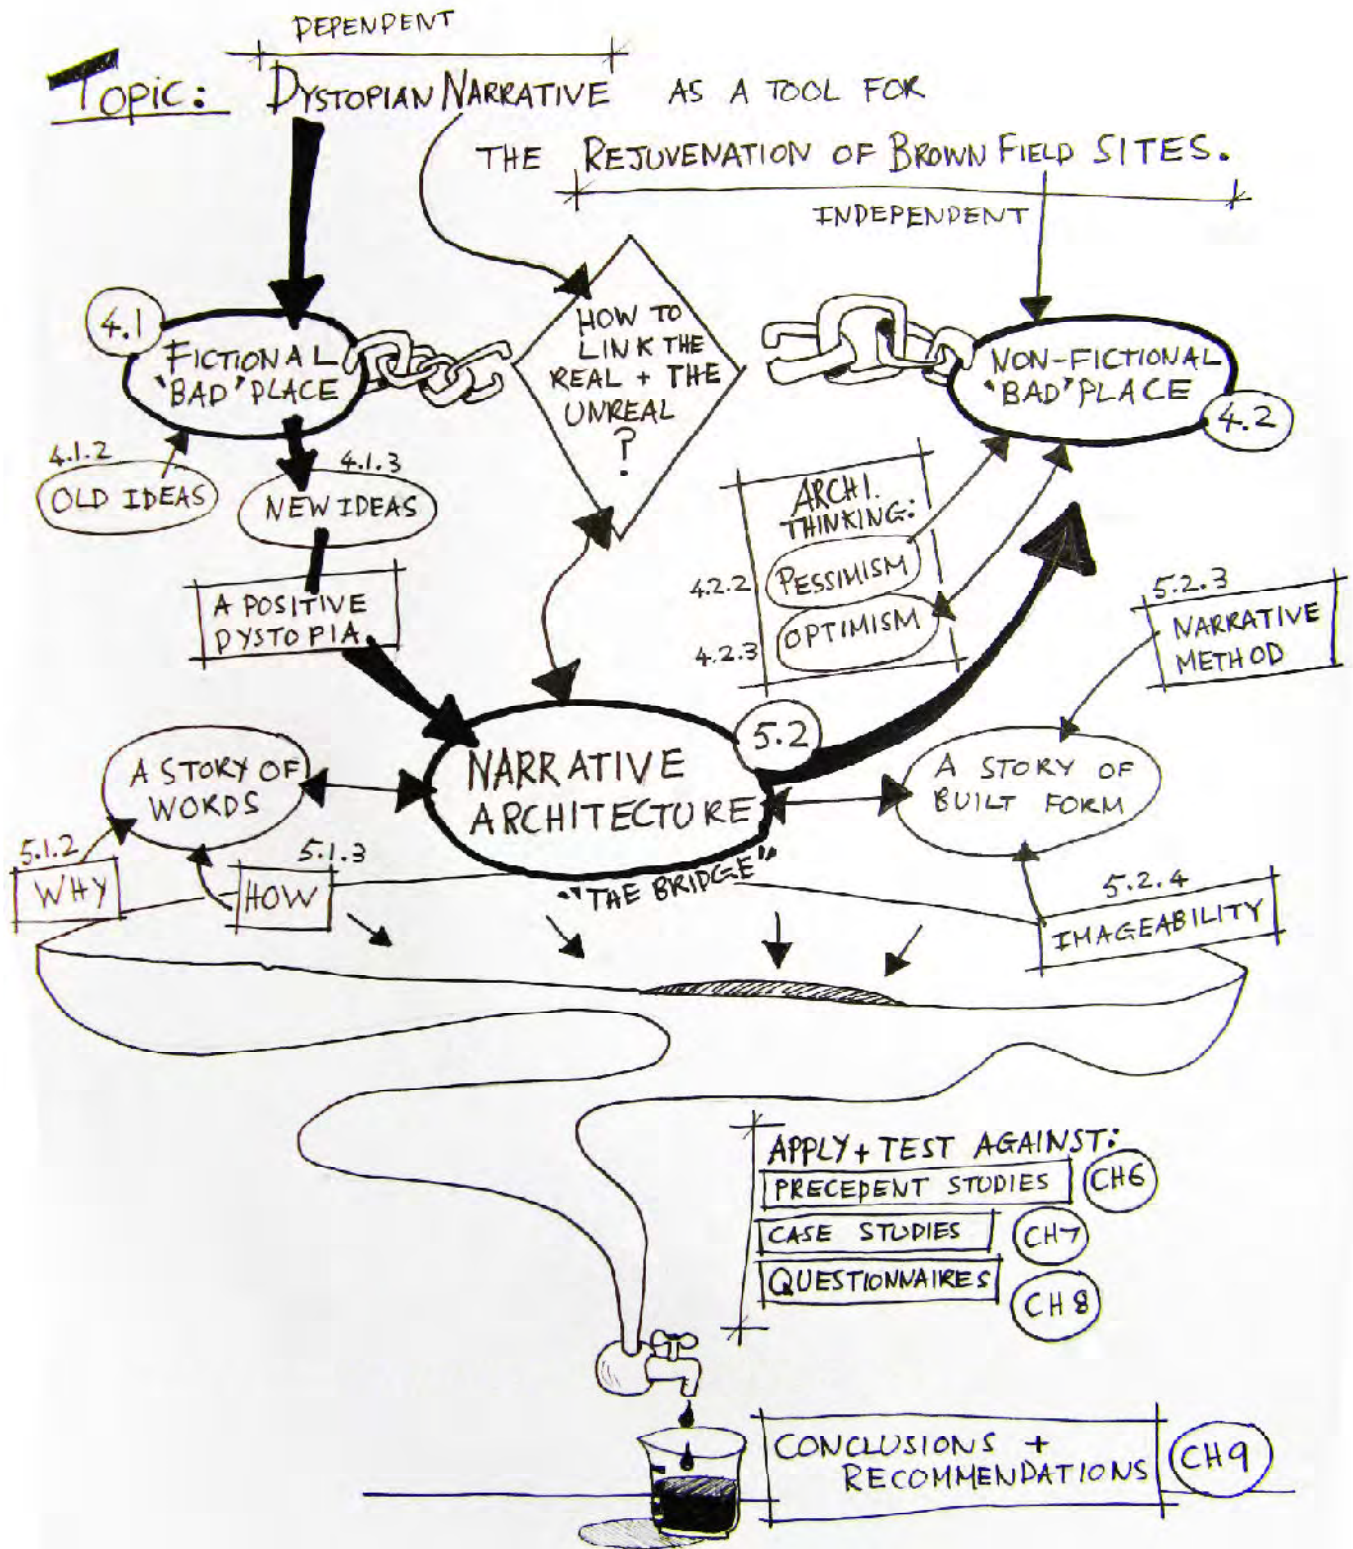 DEPENDENT
Topic: DYSTOPIAN NARRATIVE AS A TOOL FOR
THE REJUVENATION OF BROWN FIELD SITES.
INDEPENDENT
4.1
FICTIONAL
"BAD" PLACE
HOW TO
LINK THE
REAL + THE
UNREAL
?
NON-FICTIONAL
"BAD" PLACE
4.2
4.1.2
OLD IDEAS
4.1.3
NEW IDEAS
A POSITIVE
DYSTOPIA
ARCHI.
THINKING:
4.2.2 PESSIMISM
4.2.3 OPTIMISM
5.2.3
NARRATIVE
METHOD
5.2
NARRATIVE
ARCHITECTURE
"THE BRIDGE"
A STORY OF
WORDS
A STORY OF
BUILT FORM
5.1.2
WHY
5.1.3
HOW
5.2.4
IMAGEABILITY
APPLY + TEST AGAINST:
PRECEDENT STUDIES CH6
CASE STUDIES CH7
QUESTIONNAIRES CH8
CONCLUSIONS +
RECOMMENDATIONS CH9